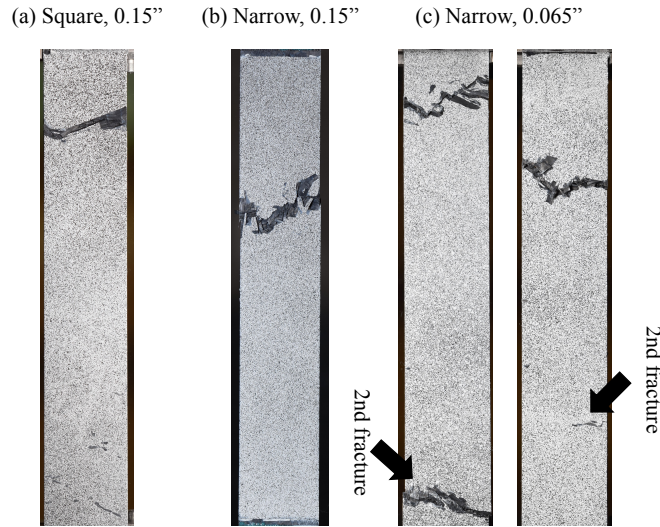 (a) Square, 0.15”
(b) Narrow, 0.15”
(c) Narrow, 0.065”
2nd fracture
2nd fracture